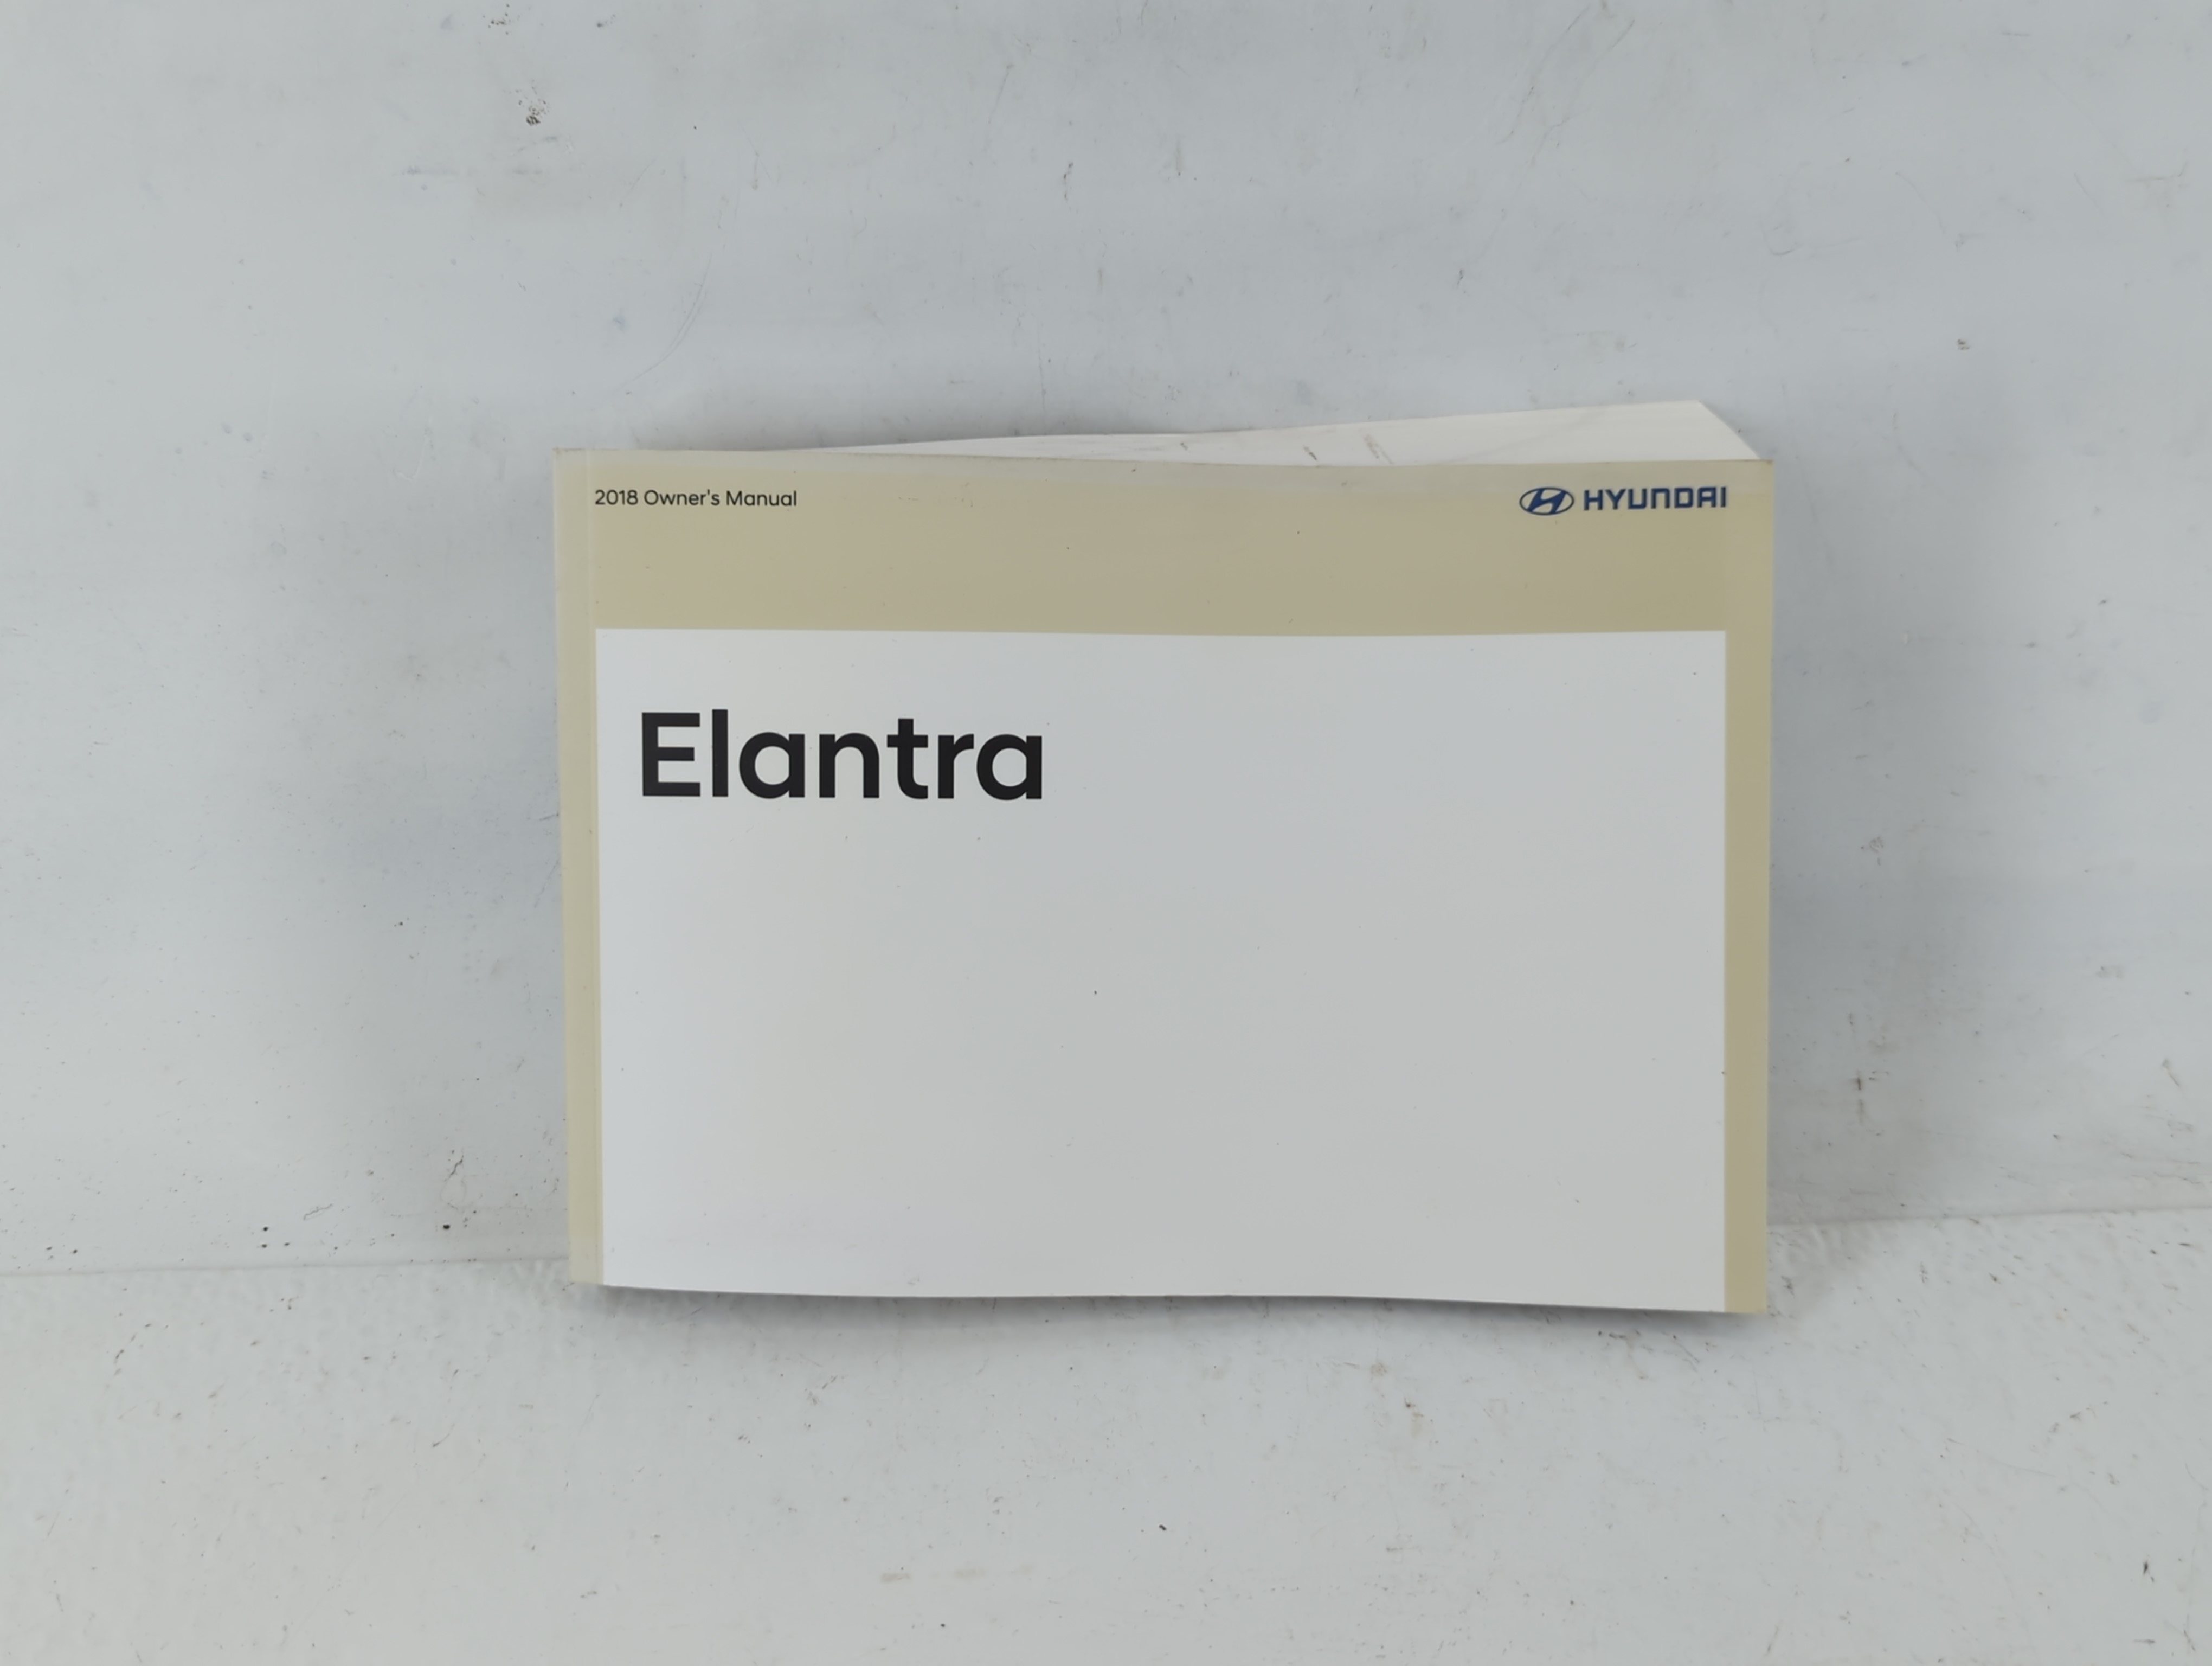 2018 Owner's Manual
HYUNDAI
Elantra